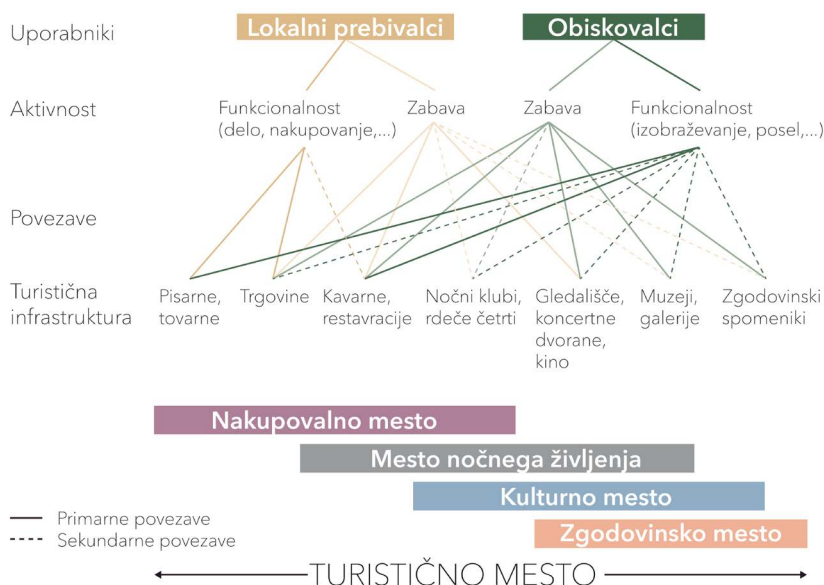 Uporabniki
Lokalni prebivalci
Obiskovalci
Aktivnost
Funkcionalnost
(delo, nakupovanje,...)
Zabava
Zabava
Funkcionalnost
(izobraževanje, posel,...)
Povezave
Turistična
infrastruktura
Pisarne,
tovarne
Trgovine
Kavarne,
restavracije
Nočni klubi,
rdeče četrti
Gledališče,
koncertne
dvorane,
kino
Muzeji,
galerije
Zgodovinski
spomeniki
Nakupovalno mesto
Mesto nočnega življenja
Kulturno mesto
Zgodovinsko mesto
Primarne povezave
Sekundarne povezave
TURISTIČNO MESTO